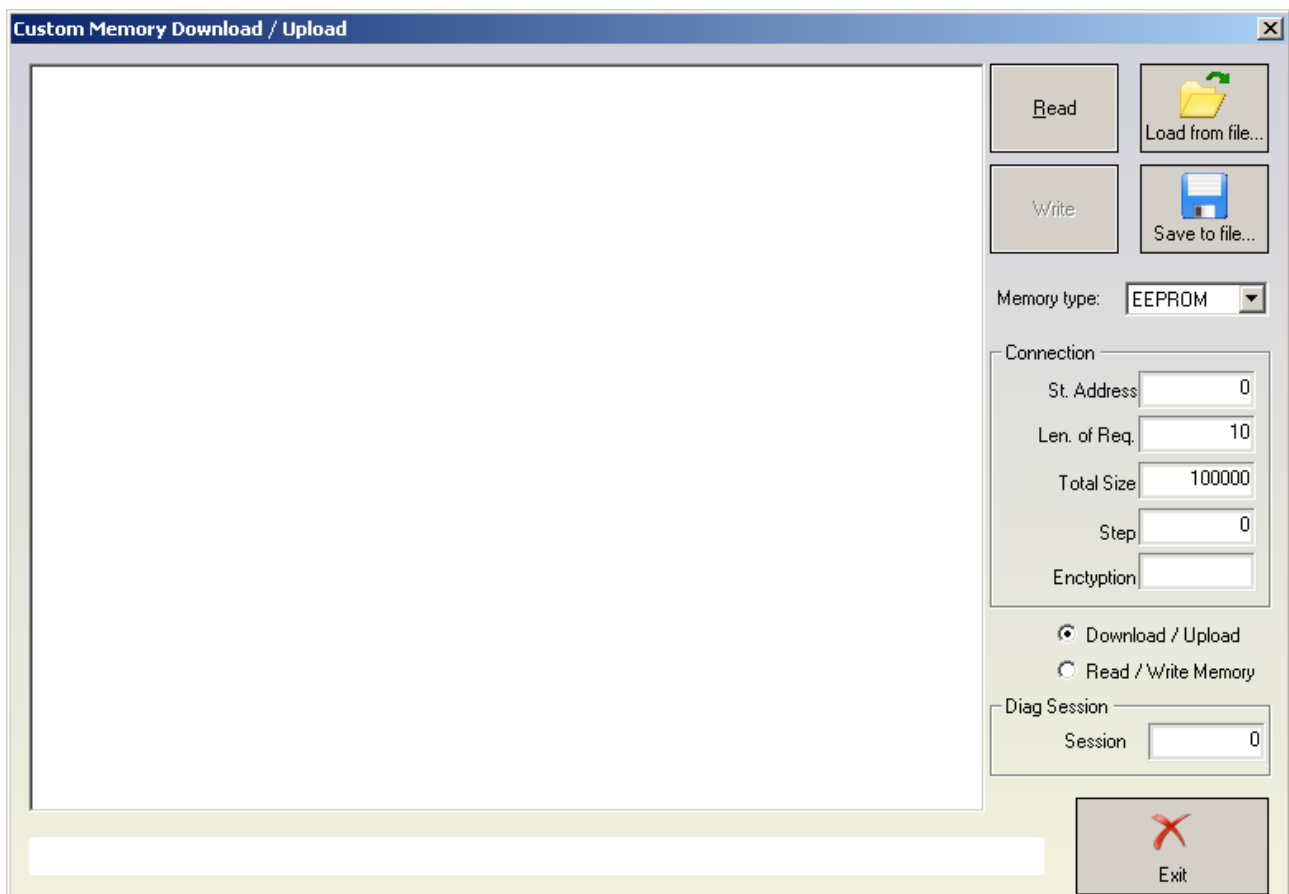 Custom Memory Download / Upload
Read
Load from file...
Write
Save to file...
Memory type: EEPROM
Connection
St. Address 0
Len. of Req. 10
Total Size 100000
Step 0
Enctyption
Download / Upload
Read / Write Memory
Diag Session
Session 0
Exit